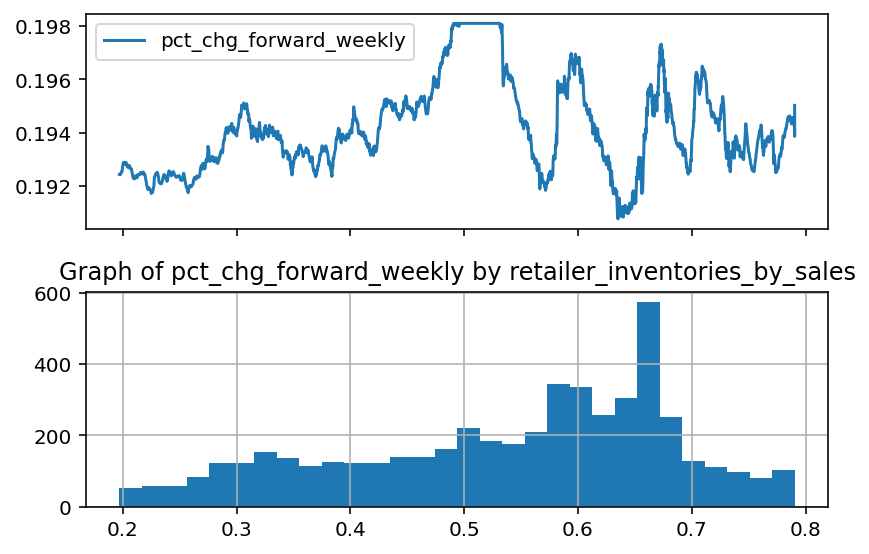 0.198
pct_chg_forward_weekly
0.196
0.194
0.192
Graph of pct_chg_forward_weekly by retailer_inventories_by_sales
600
400
200
0
0.2 0.3 0.4 0.5 0.6 0.7 0.8